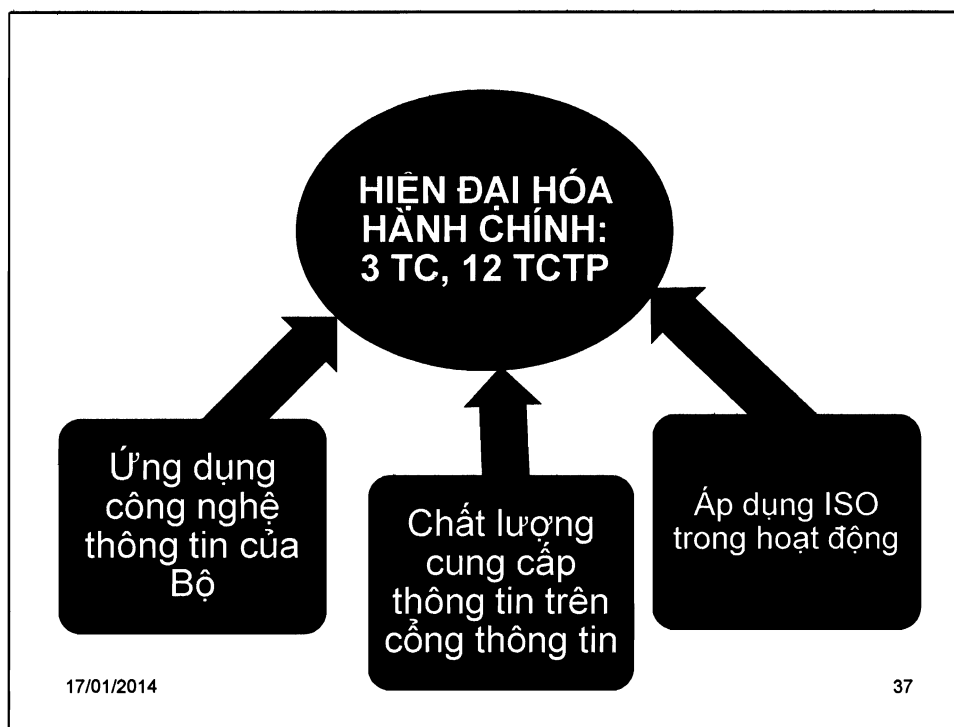 HIỆN ĐẠI HÓA
HÀNH CHÍNH:
3 TC, 12 TCTP
Ứng dụng
công nghệ
thông tin của
Bộ
Chất lượng
cung cấp
thông tin trên
cổng thông tin
Áp dụng ISO
trong hoạt động
17/01/2014
37